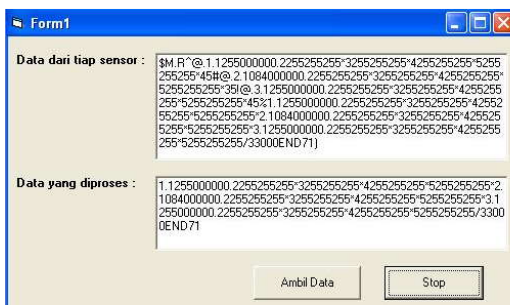 Form1
Data dari tiap sensor :
$M.R^@.1.1255000000.2255255255*3255255255*4255255255*5255
255255*45#@.2.1084000000.2255255255*3255255255*4255255255*
5255255255*35!@.3.1255000000.2255255255*3255255255*4255255
255*5255255255*45%1.1255000000.2255255255*3255255255*42552
55255*5255255255*2.1084000000.2255255255*3255255255*425525
5255*5255255255*3.1255000000.2255255255*3255255255*4255255
255*5255255255/33000END71)
Data yang diproses :
1.1255000000.2255255255*3255255255*4255255255*5255255255*2.
1084000000.2255255255*3255255255*4255255255*5255255255*3.1
255000000.2255255255*3255255255*4255255255*5255255255/3300
0END71
Ambil Data
Stop